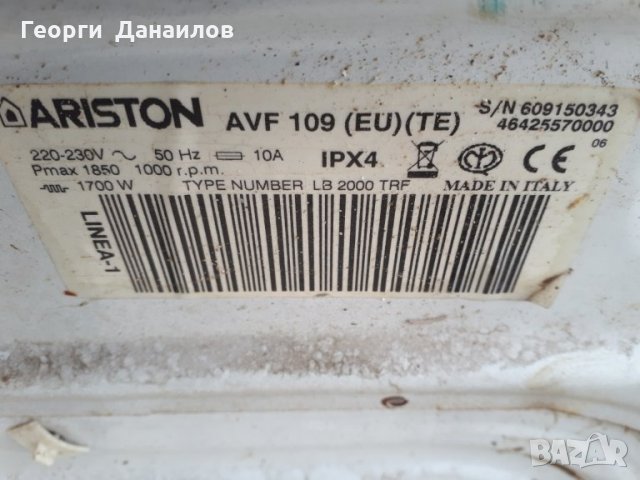 Георги Данаилов
ARISTON AVF 109 (EU)(TE) S/N 609150343
46425570000
220-230V 50 Hz 10A IPX4 06
Pmax 1850 1000 r.p.m.
1700 W TYPE NUMBER LB 2000 TRF MADE IN ITALY
LINEA-1
BAZAR